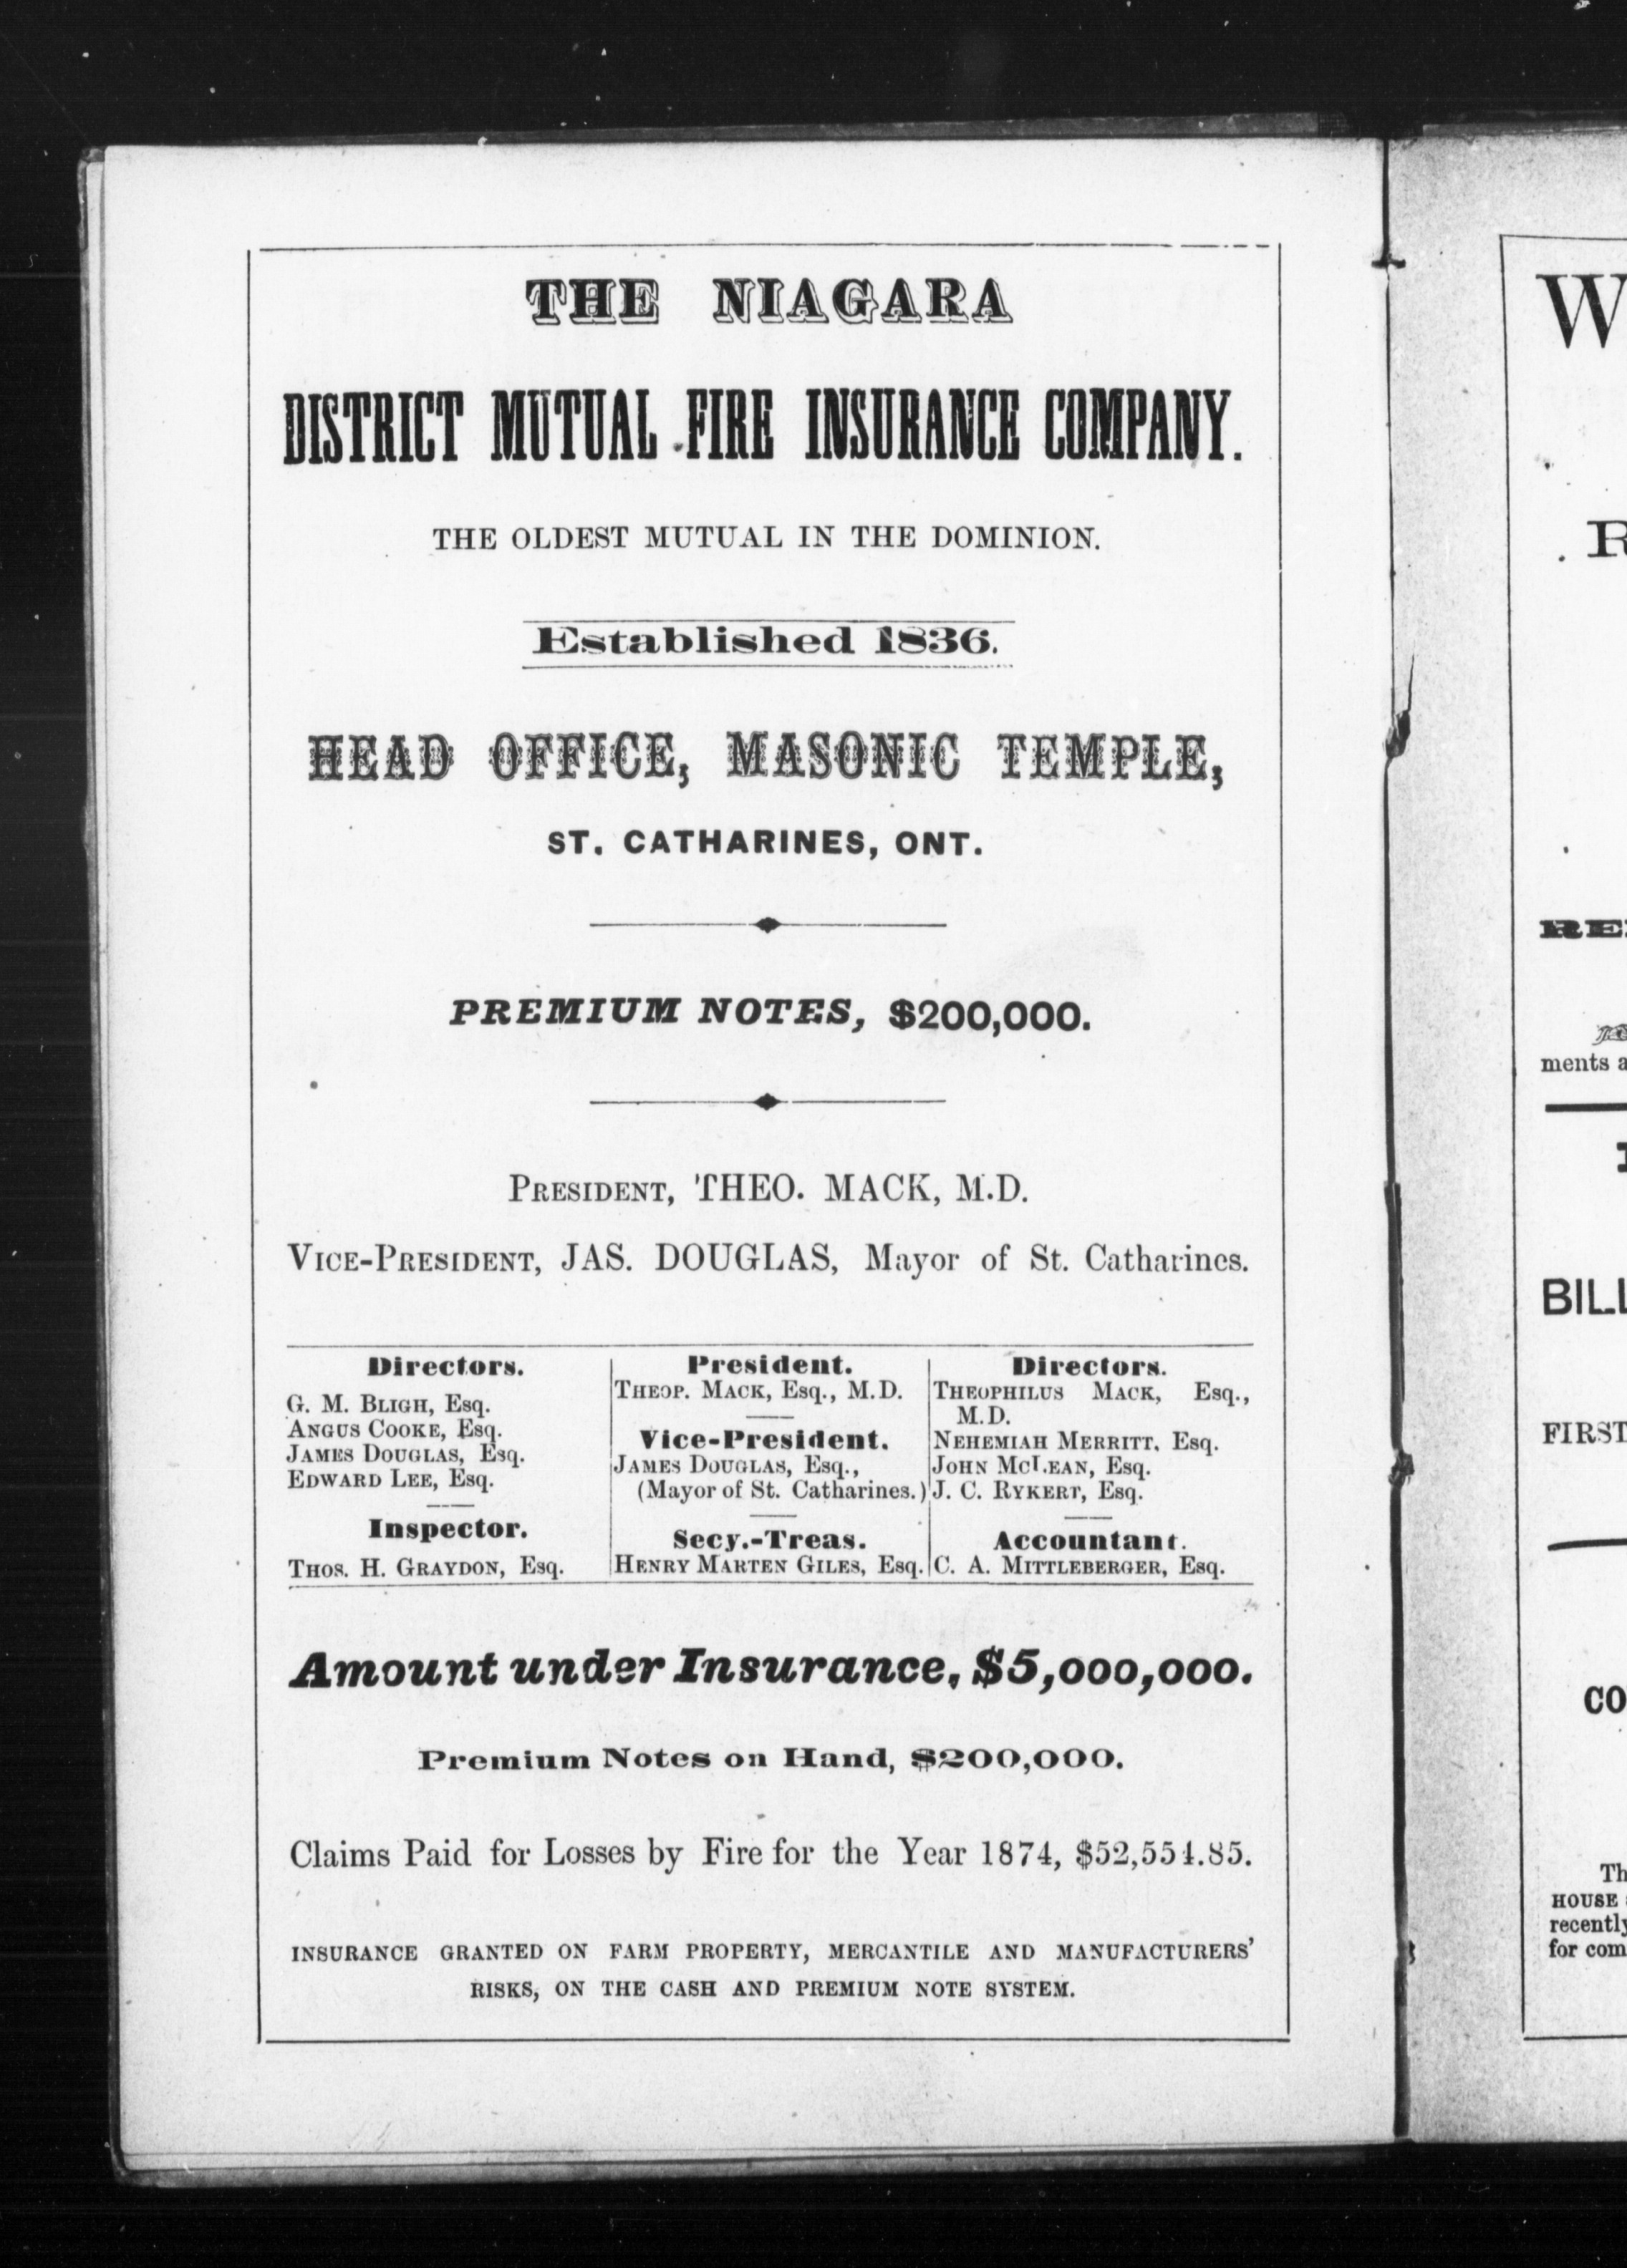 THE NIAGARA
DISTRICT MUTUAL FIRE INSURANCE COMPANY.
THE OLDEST MUTUAL IN THE DOMINION.
Established 1836.
HEAD OFFICE, MASONIC TEMPLE,
ST. CATHARINES, ONT.
PREMIUM NOTES, $200,000.
PRESIDENT, THEO. MACK, M.D.
VICE-PRESIDENT, JAS. DOUGLAS, Mayor of St. Catharines.
Directors.
G. M. BLIGH, Esq.
ANGUS COOKE, Esq.
JAMES DOUGLAS, Esq.
EDWARD LEE, Esq.
Inspector.
THOS. H. GRAYDON, Esq.
President.
THEOP. MACK, Esq., M.D.
Vice-President.
JAMES DOUGLAS, Esq.,
(Mayor of St. Catharines.)
Secy.-Treas.
HENRY MARTEN GILES, Esq.
Directors.
THEOPHILUS MACK, Esq.,
M.D.
NEHEMIAH MERRITT, Esq.
JOHN MCLEAN, Esq.
J. C. RYKERT, Esq.
Accountant.
C. A. MITTLEBERGER, Esq.
Amount under Insurance, $5,000,000.
Premium Notes on Hand, $200,000.
Claims Paid for Losses by Fire for the Year 1874, $52,554.85.
INSURANCE GRANTED ON FARM PROPERTY, MERCANTILE AND MANUFACTURERS'
RISKS, ON THE CASH AND PREMIUM NOTE SYSTEM.
W
R
ments a
BILL
FIRST
CO
Th
HOUSE
recently
for com